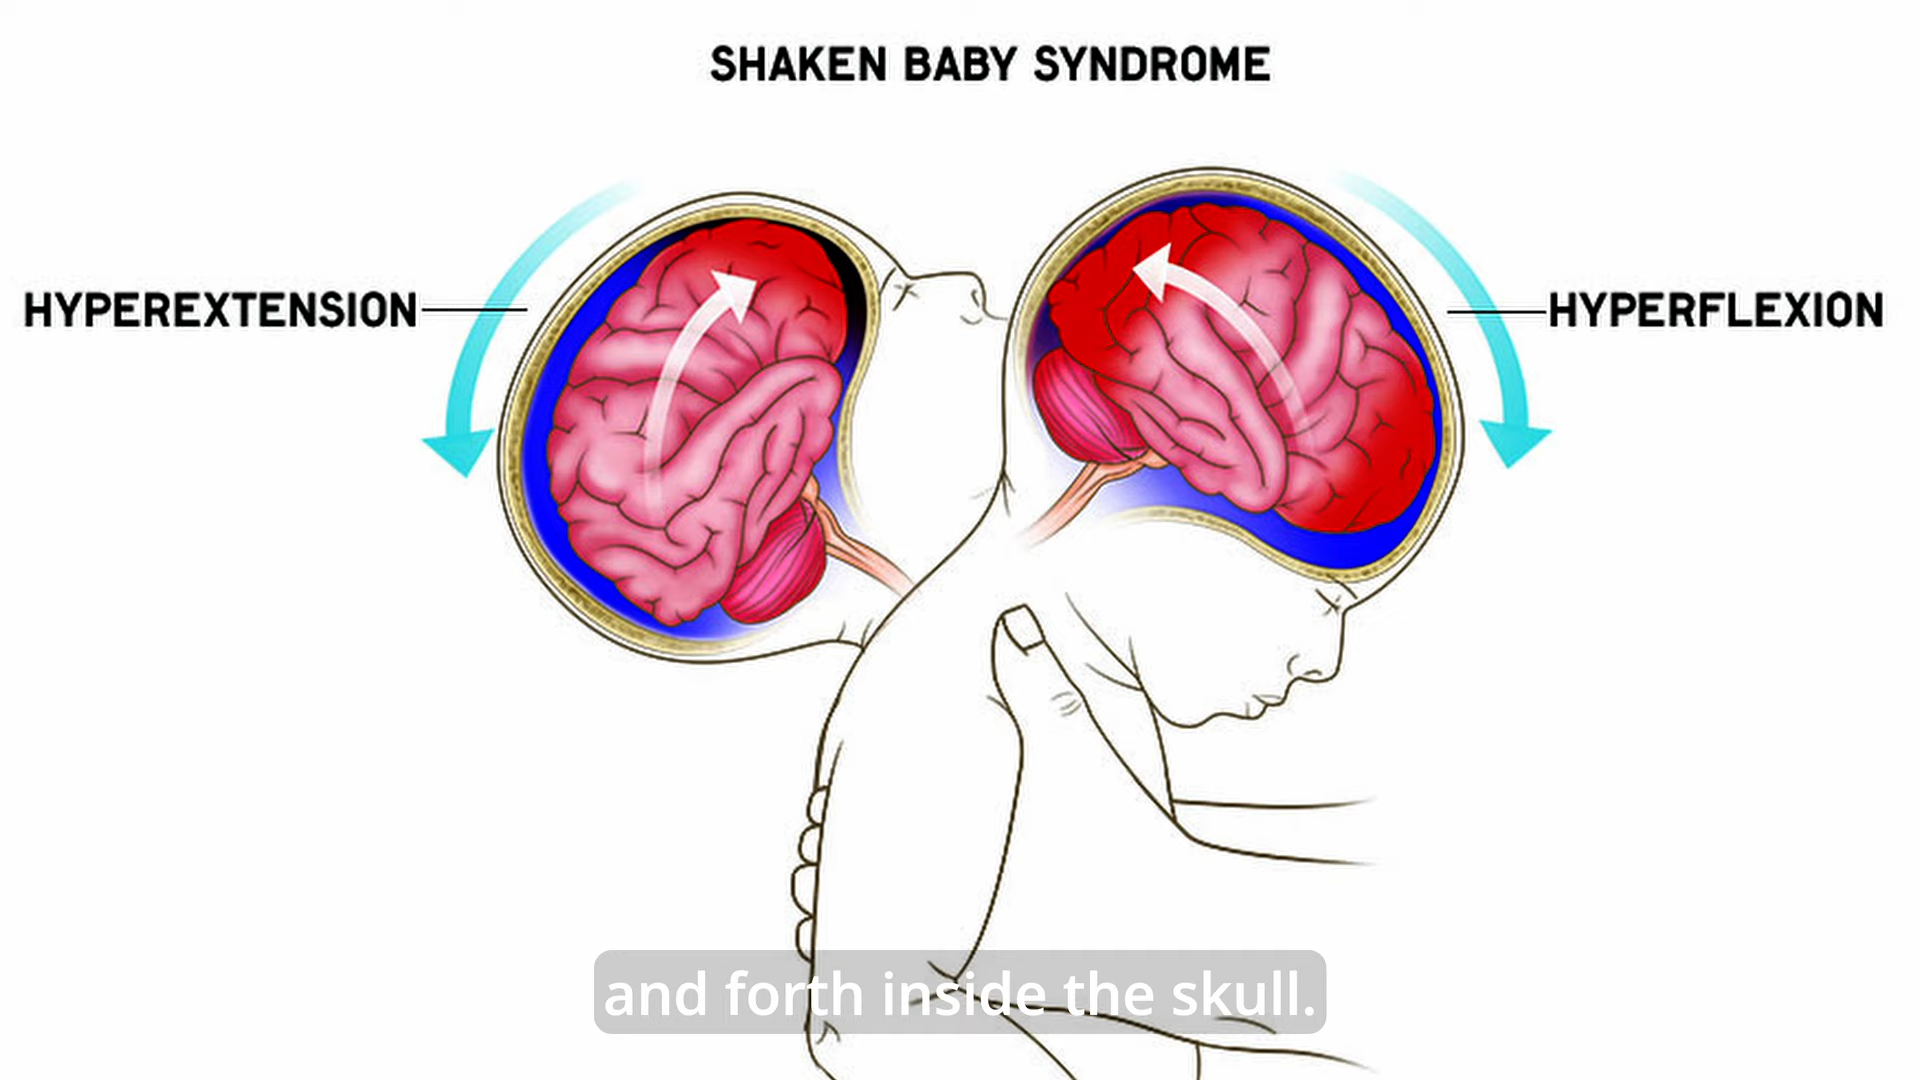 SHAKEN BABY SYNDROME
HYPEREXTENSION
HYPERFLEXION
and forth inside the skull.